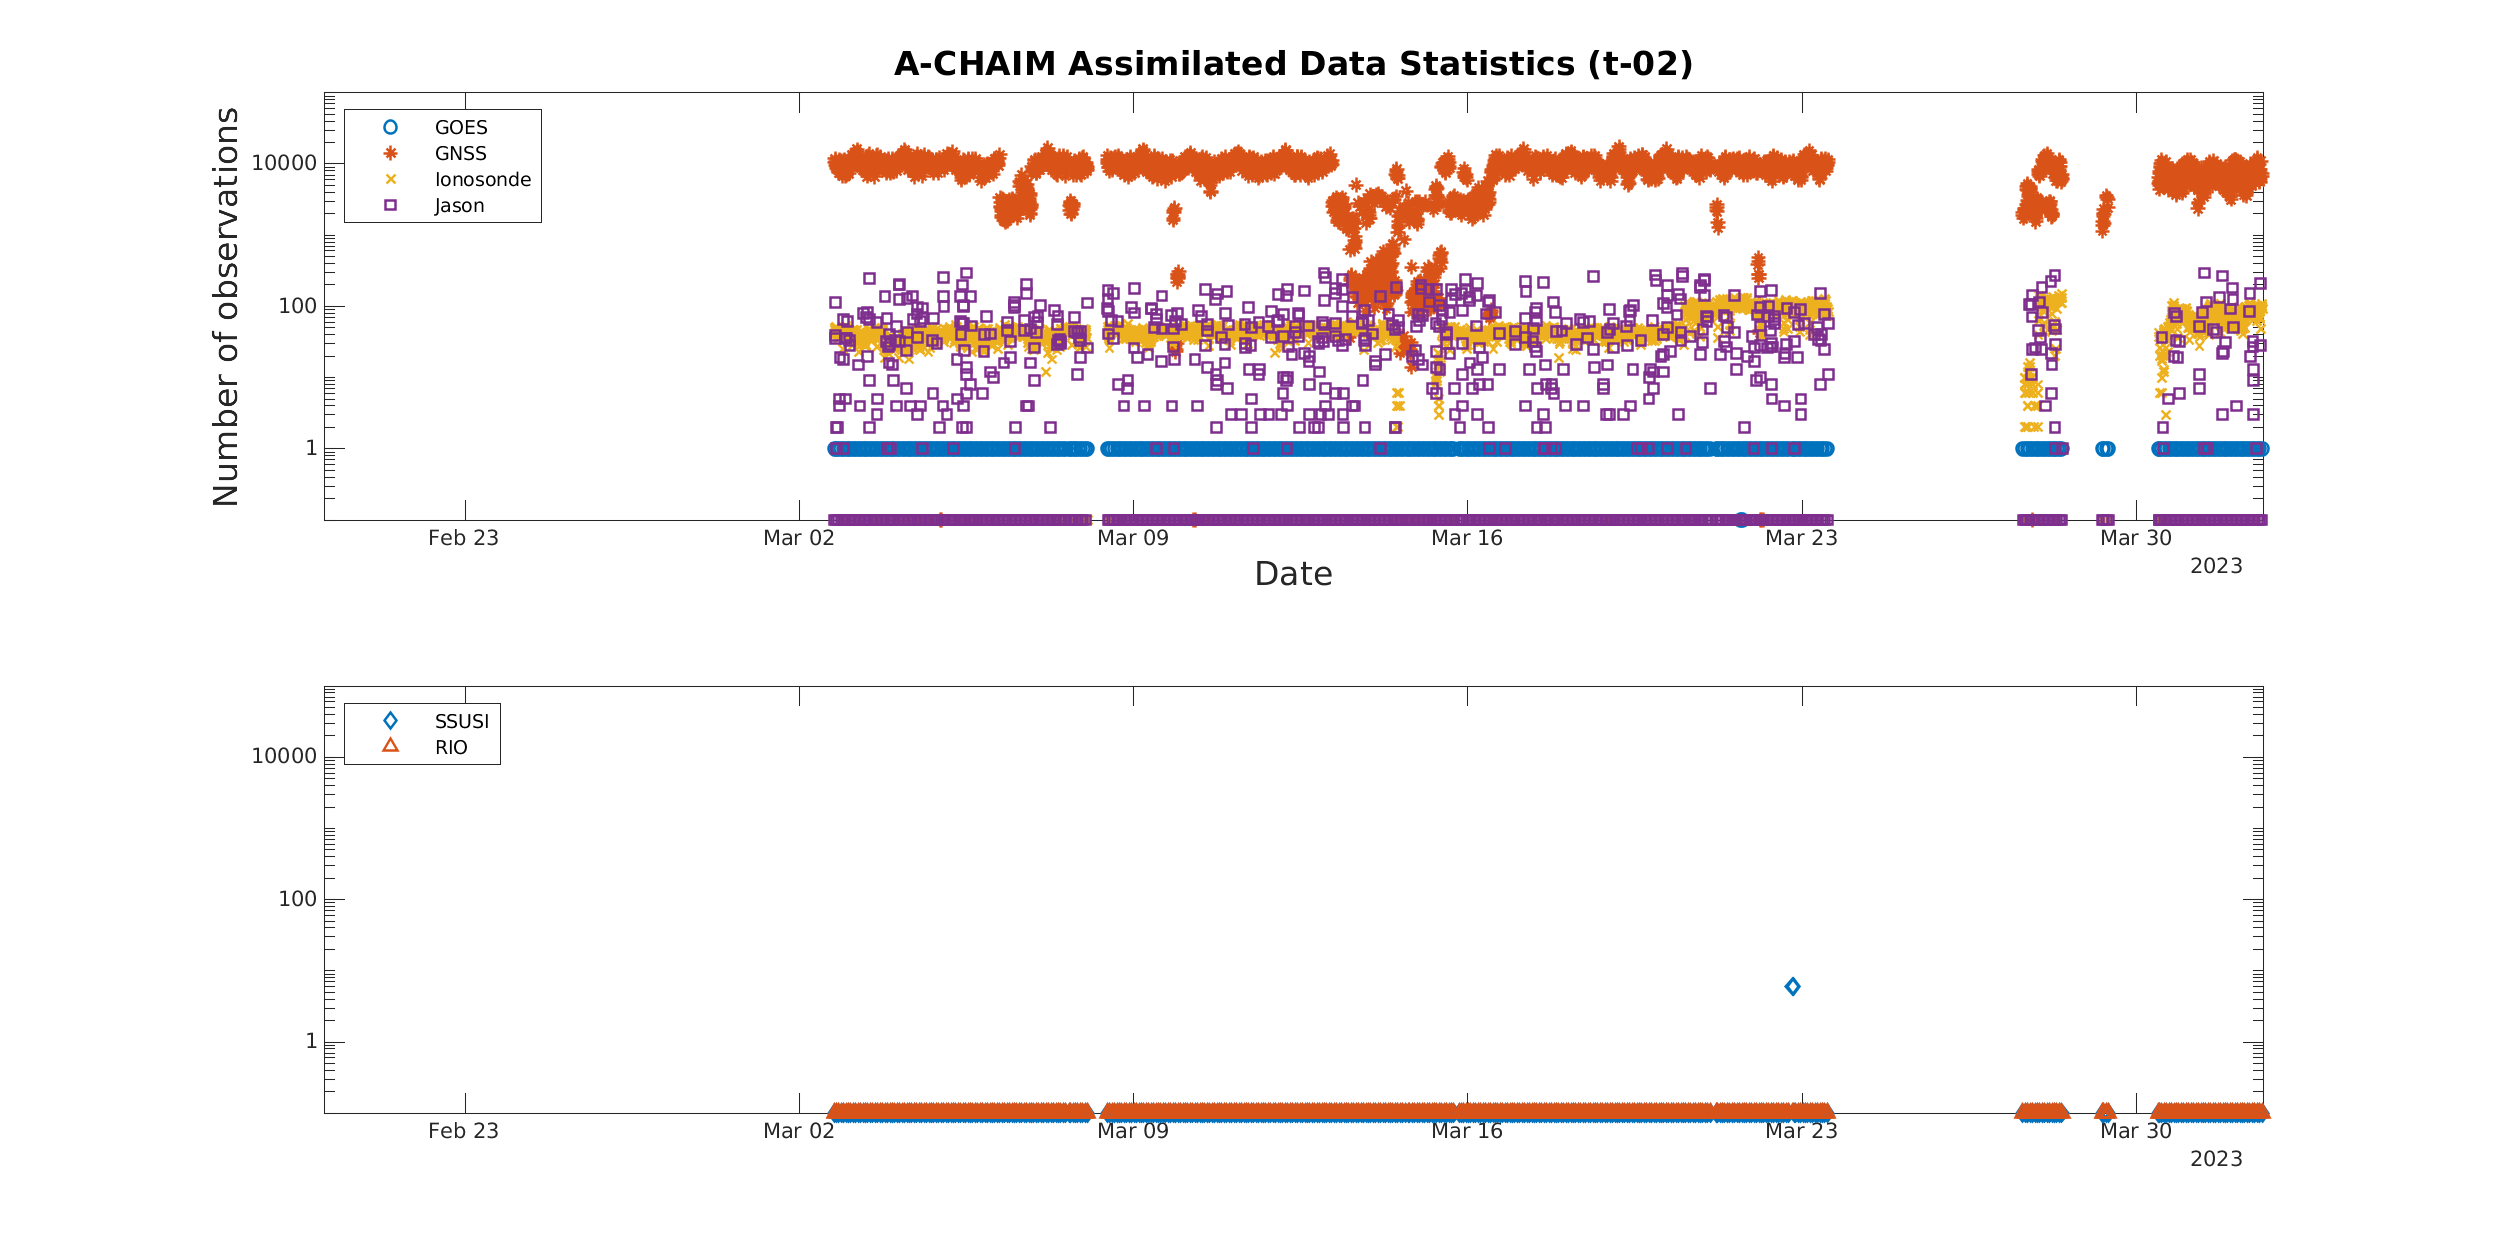 A-CHAIM Assimilated Data Statistics (t-02)
Number of observations
10000
100
1
GOES
GNSS
Ionosonde
Jason
Feb 23
Mar 02
Mar 09
Mar 16
Mar 23
Mar 30
2023
Date
10000
100
1
SSUSI
RIO
Feb 23
Mar 02
Mar 09
Mar 16
Mar 23
Mar 30
2023